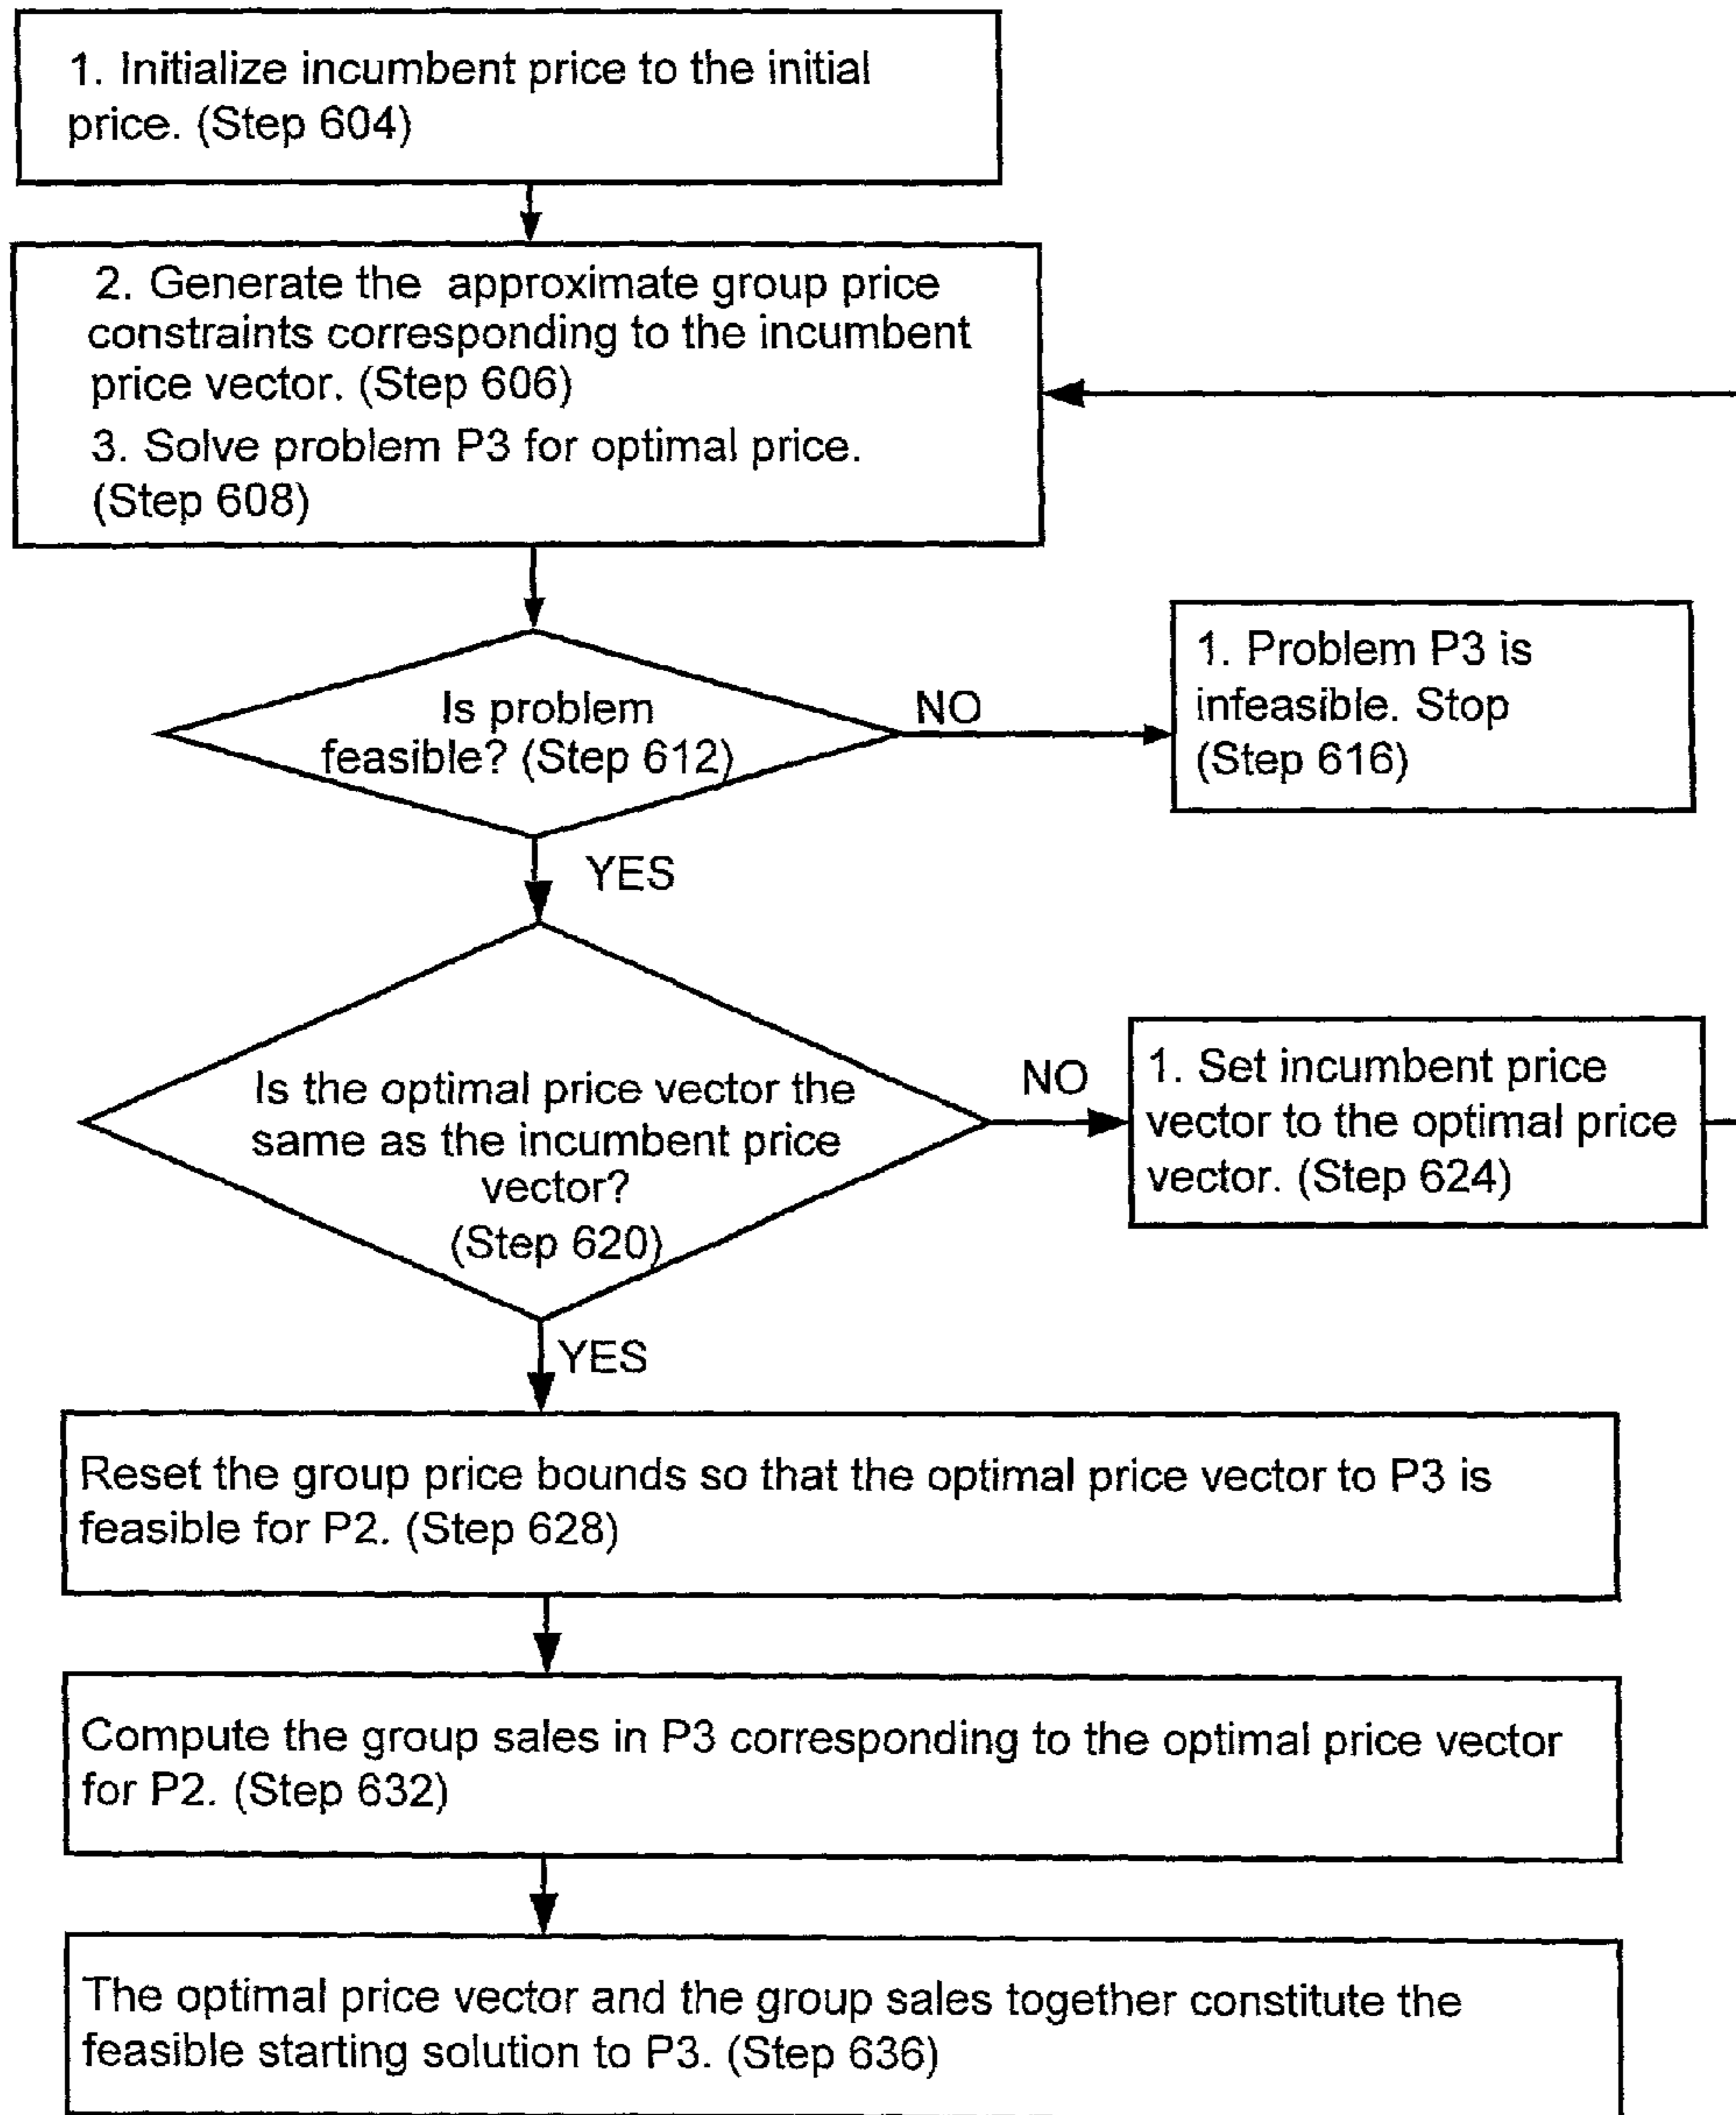 1. Initialize incumbent price to the initial
price. (Step 604)
2. Generate the approximate group price
constraints corresponding to the incumbent
price vector. (Step 606)
3. Solve problem P3 for optimal price.
(Step 608)
Is problem
feasible? (Step 612)
NO
1. Problem P3 is
infeasible. Stop
(Step 616)
YES
Is the optimal price vector the
same as the incumbent price
vector?
(Step 620)
NO
1. Set incumbent price
vector to the optimal price
vector. (Step 624)
YES
Reset the group price bounds so that the optimal price vector to P3 is
feasible for P2. (Step 628)
Compute the group sales in P3 corresponding to the optimal price vector
for P2. (Step 632)
The optimal price vector and the group sales together constitute the
feasible starting solution to P3. (Step 636)